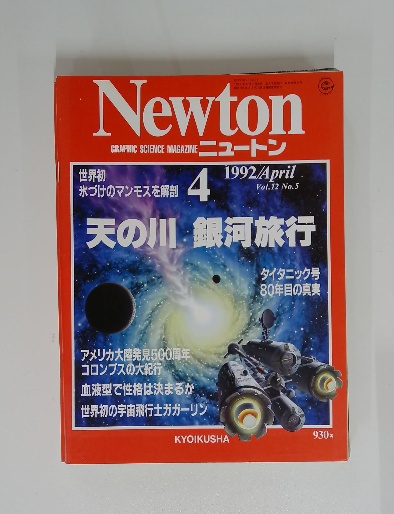 Newton
GRAPHIC SCIENCE MAGAZINE ニュートン
世界初
氷づけのマンモスを解剖
4
1992/April
Vol.12 No.5
天の川 銀河旅行
タイタニック号
80年目の真実
アメリカ大陸発見500周年
コロンブスの大紀行
血液型で性格は決まるか
世界初の宇宙飛行士ガガーリン
KYOIKUSHA
930円